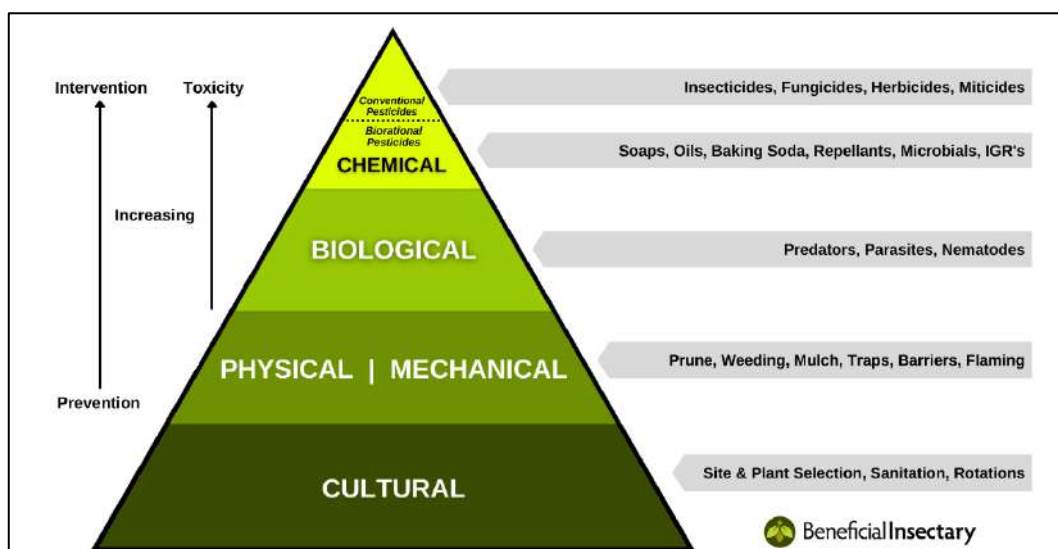 Intervention
Toxicity
Increasing
Prevention
Conventional
Pesticides
Biorational
Pesticides
CHEMICAL
BIOLOGICAL
PHYSICAL | MECHANICAL
CULTURAL
Insecticides, Fungicides, Herbicides, Miticides
Soaps, Oils, Baking Soda, Repellants, Microbials, IGR's
Predators, Parasites, Nematodes
Prune, Weeding, Mulch, Traps, Barriers, Flaming
Site & Plant Selection, Sanitation, Rotations
BeneficialInsectary